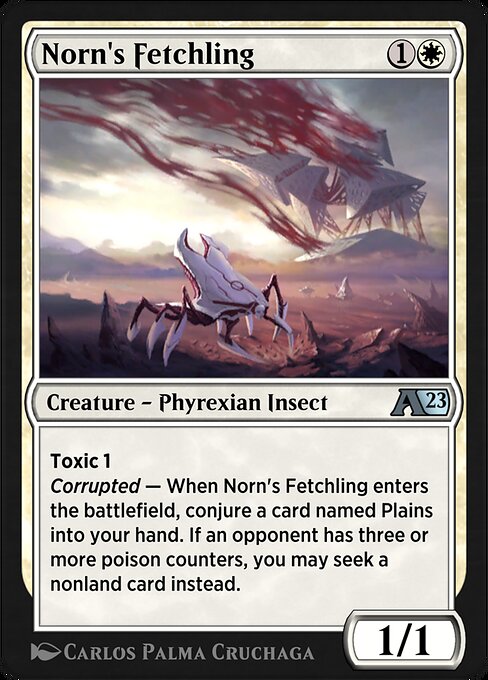 Norn's Fetchling 1
Creature – Phyrexian Insect A23
Toxic 1
Corrupted — When Norn's Fetchling enters
the battlefield, conjure a card named Plains
into your hand. If an opponent has three or
more poison counters, you may seek a
nonland card instead.
1/1
Carlos Palma Cruchaga